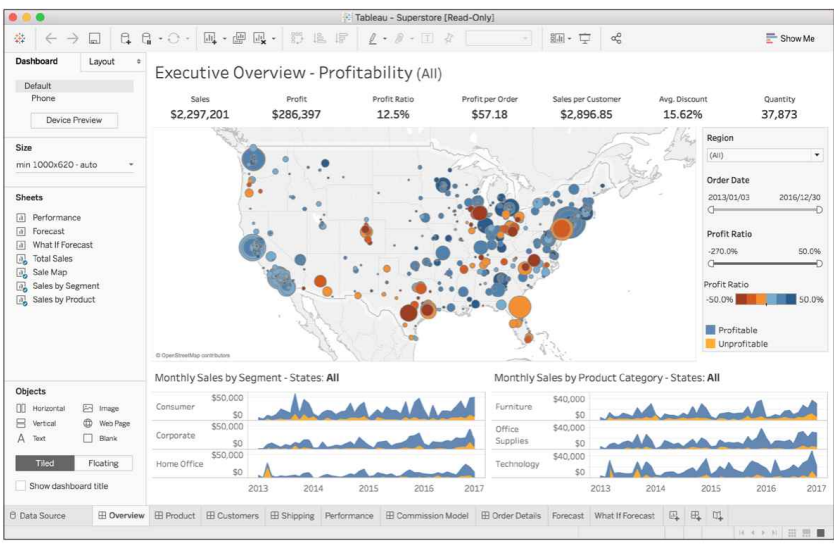 Tableau - Superstore [Read-Only]
Show Me
Dashboard
Layout
Default
Phone
Device Preview
Size
min 1000x620 - auto
Sheets
Performance
Forecast
What If Forecast
Total Sales
Sale Map
Sales by Segment
Sales by Product
Objects
Horizontal
Image
Vertical
Web Page
Text
Blank
Tiled
Floating
Show dashboard title
Executive Overview - Profitability (All)
Sales Profit Profit Ratio Profit per Order Sales per Customer Avg. Discount Quantity
$2,297,201 $286,397 12.5% $57.18 $2,896.85 15.62% 37,873
© OpenStreetMap contributors
Region
(All)
Order Date
2013/01/03 2016/12/30
Profit Ratio
-270.0% 50.0%
Profit Ratio
-50.0% 50.0%
Profitable
Unprofitable
Monthly Sales by Segment - States: All
Consumer
$50,000
$0
Corporate
$50,000
$0
Home Office
$50,000
$0
2013 2014 2015 2016 2017
Monthly Sales by Product Category - States: All
Furniture
$40,000
$0
Office
Supplies
$40,000
$0
Technology
$40,000
$0
2013 2014 2015 2016 2017
Data Source Overview Product Customers Shipping Performance Commission Model Order Details Forecast What If Forecast